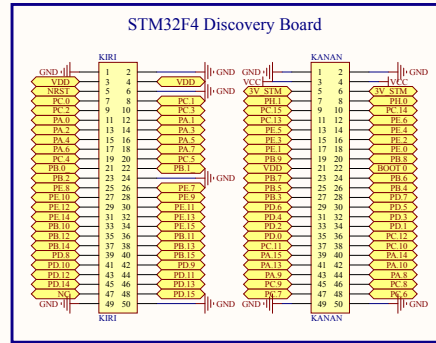 STM32F4 Discovery Board
KIRI KANAN
GND 1 2 GND GND 1 2 GND
VDD 3 4 VDD VCC 3 4 VCC
NRST 5 6 GND 3V STM 5 6 3V STM
PC.0 7 8 PC.1 PH.1 7 8 PH.0
PC.2 9 10 PC.3 PC.15 9 10 PC.14
PA.0 11 12 PA.1 PC.13 11 12 PE.6
PA.2 13 14 PA.3 PE.5 13 14 PE.4
PA.4 15 16 PA.5 PE.3 15 16 PE.2
PA.6 17 18 PA.7 PE.1 17 18 PE.0
PC.4 19 20 PC.5 PB.9 19 20 PB.8
PB.0 21 22 PB.1 VDD 21 22 BOOT0
PB.2 23 24 GND PB.7 23 24 PB.6
PE.8 25 26 PE.7 PB.5 25 26 PB.4
PE.10 27 28 PE.9 PB.3 27 28 PD.7
PE.12 29 30 PE.11 PD.6 29 30 PD.5
PE.14 31 32 PE.13 PD.4 31 32 PD.3
PB.10 33 34 PE.15 PD.2 33 34 PD.1
PB.12 35 36 PB.11 PD.0 35 36 PC.12
PB.14 37 38 PB.13 PC.11 37 38 PC.10
PD.8 39 40 PB.15 PA.15 39 40 PA.14
PD.10 41 42 PD.9 PA.13 41 42 PA.10
PD.12 43 44 PD.11 PA.9 43 44 PA.8
PD.14 45 46 PD.13 PC.9 45 46 PC.8
NC 47 48 PD.15 PC.7 47 48 PC.6
GND 49 50 GND GND 49 50 GND
KIRI KANAN